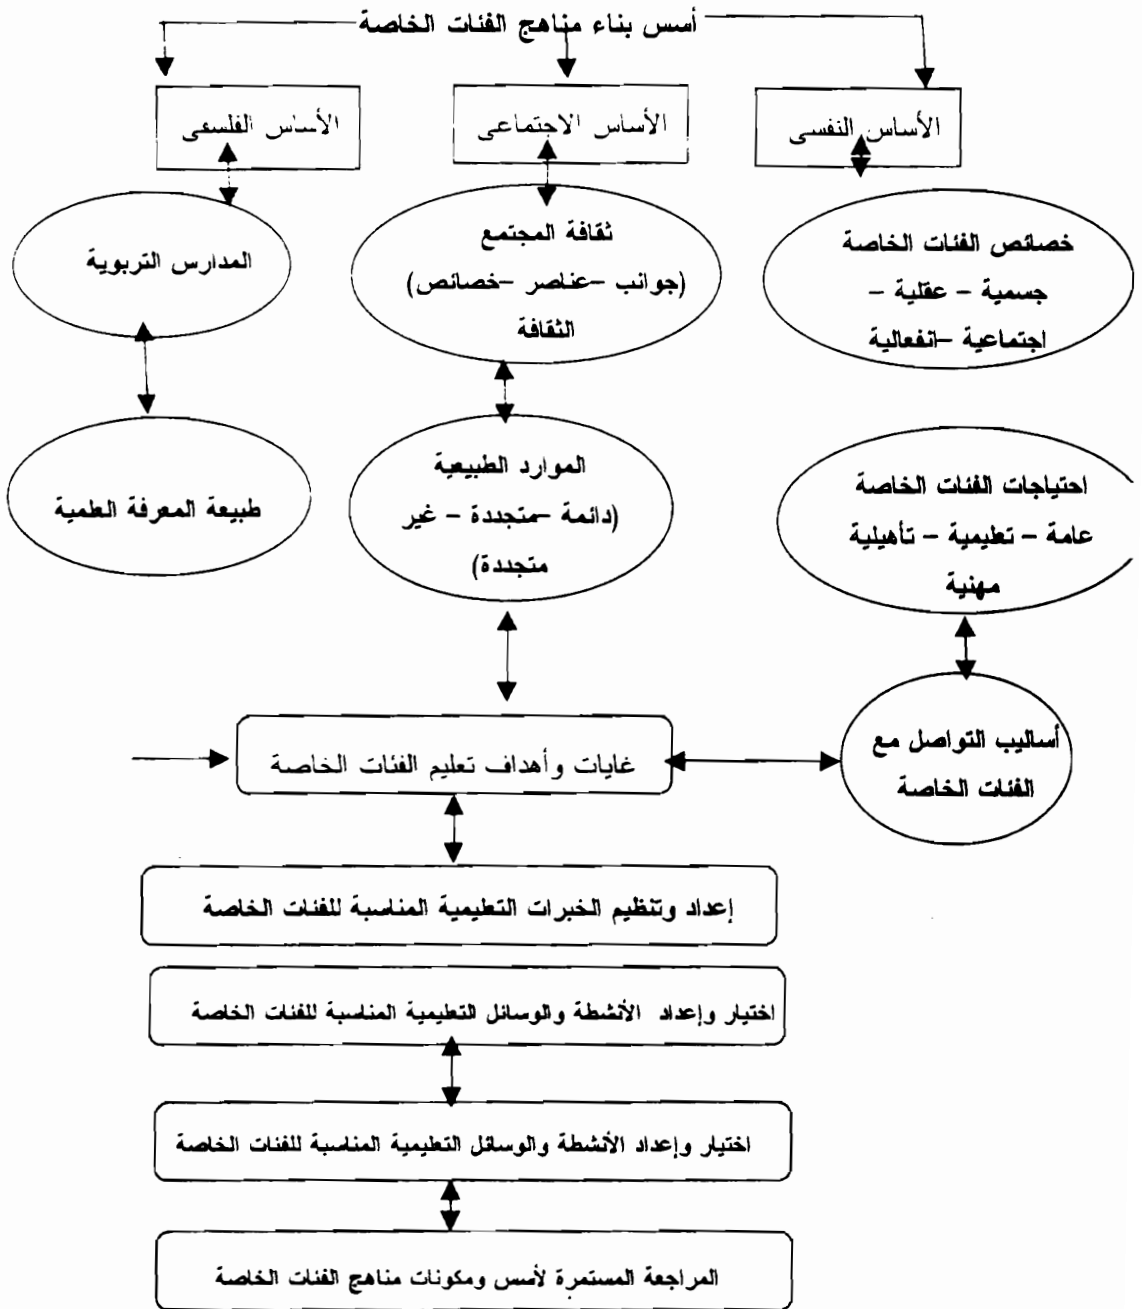 أسس بناء مناهج الفئات الخاصة
الأساس النفسى
الأساس الاجتماعى
الأساس الفلسفى
خصائص الفئات الخاصة
جسمية – عقلية –
اجتماعية –انفعالية
ثقافة المجتمع
(جوانب –عناصر –خصائص)
الثقافة
المدارس التربوية
احتياجات الفئات الخاصة
عامة – تعليمية – تأهيلية
مهنية
الموارد الطبيعية
(دائمة –متجددة – غير
متجددة)
طبيعة المعرفة العلمية
أساليب التواصل مع
الفئات الخاصة
غايات وأهداف تعليم الفئات الخاصة
إعداد وتنظيم الخبرات التعليمية المناسبة للفئات الخاصة
اختيار وإعداد الأنشطة والوسائل التعليمية المناسبة للفئات الخاصة
اختيار وإعداد الأنشطة والوسائل التعليمية المناسبة للفئات الخاصة
المراجعة المستمرة لأسس ومكونات مناهج الفئات الخاصة